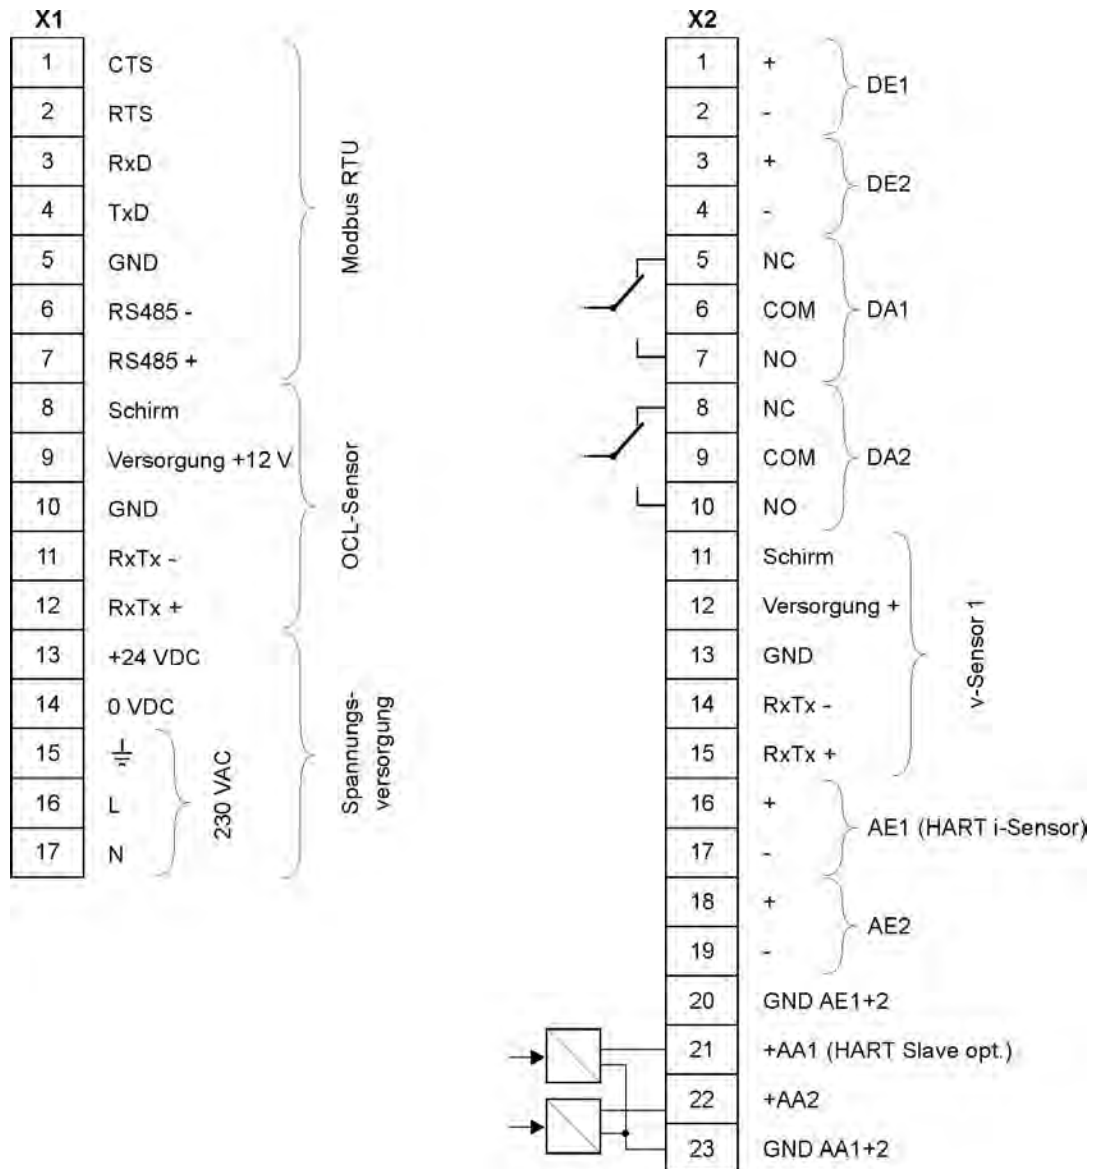 X1
1 CTS
2 RTS
3 RxD
4 TxD
5 GND
6 RS485 -
7 RS485 +
Modbus RTU
8 Schirm
9 Versorgung +12 V
10 GND
11 RxTx -
12 RxTx +
OCL-Sensor
13 +24 VDC
14 0 VDC
15
16 L
17 N
230 VAC
Spannungs-
versorgung
X2
1 +
2 -
DE1
3 +
4 -
DE2
5 NC
6 COM
7 NO
DA1
8 NC
9 COM
10 NO
DA2
11 Schirm
12 Versorgung +
13 GND
14 RxTx -
15 RxTx +
v-Sensor 1
16 +
17 -
AE1 (HART i-Sensor)
18 +
19 -
AE2
20 GND AE1+2
21 +AA1 (HART Slave opt.)
22 +AA2
23 GND AA1+2